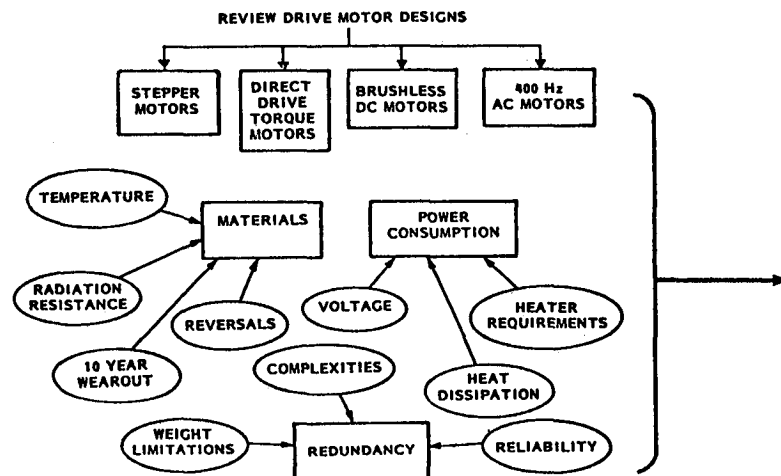 REVIEW DRIVE MOTOR DESIGNS
STEPPER
MOTORS
DIRECT
DRIVE
TORQUE
MOTORS
BRUSHLESS
DC MOTORS
400 Hz
AC MOTORS
TEMPERATURE
MATERIALS
POWER
CONSUMPTION
RADIATION
RESISTANCE
REVERSALS
VOLTAGE
HEATER
REQUIREMENTS
10 YEAR
WEAROUT
COMPLEXITIES
HEAT
DISSIPATION
WEIGHT
LIMITATIONS
REDUNDANCY
RELIABILITY